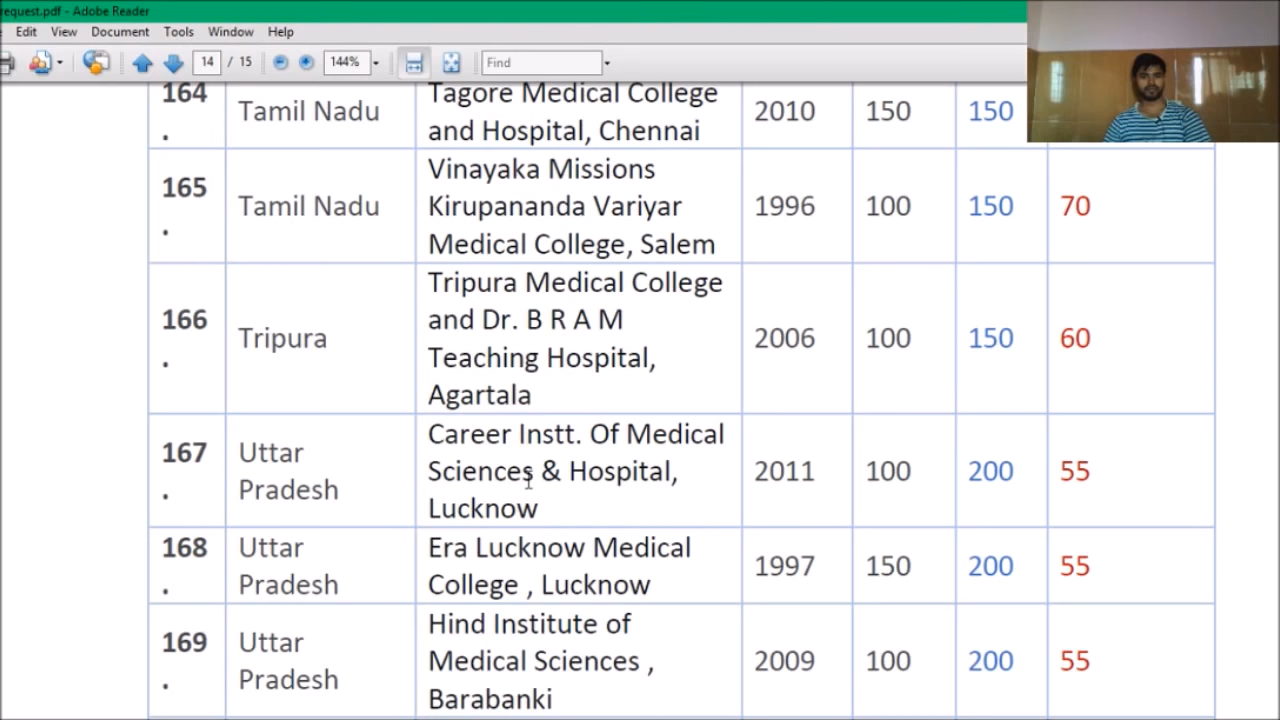 request.pdf - Adobe Reader
Edit View Document Tools Window Help
14 / 15 144% Find
164 Tamil Nadu Tagore Medical College 2010 150 150
. and Hospital, Chennai
165 Tamil Nadu Vinayaka Missions 1996 100 150 70
. Kirupananda Variyar
Medical College, Salem
166 Tripura Tripura Medical College 2006 100 150 60
. and Dr. B R A M
Teaching Hospital,
Agartala
167 Uttar Career Instt. Of Medical 2011 100 200 55
. Pradesh Sciences & Hospital,
Lucknow
168 Uttar Era Lucknow Medical 1997 150 200 55
. Pradesh College , Lucknow
169 Uttar Hind Institute of 2009 100 200 55
. Pradesh Medical Sciences ,
Barabanki